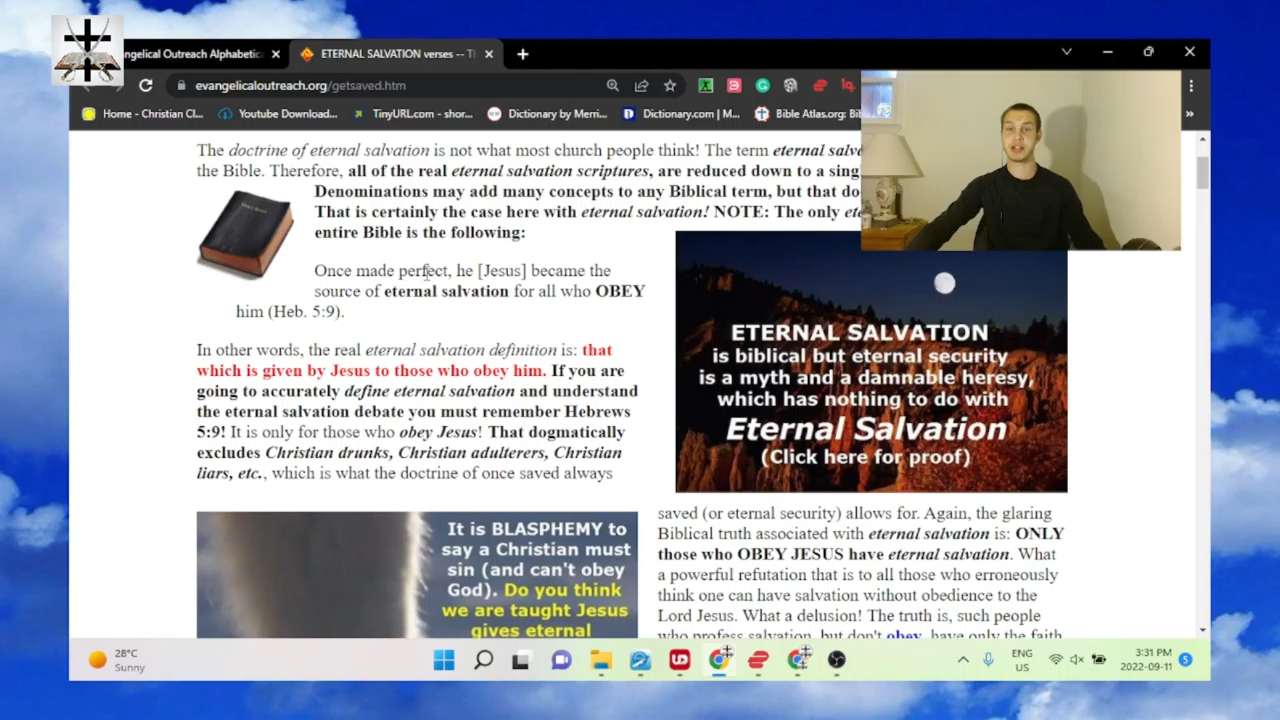 ngelical Outreach Alphabetic
ETERNAL SALVATION verses -- T
evangelicaloutreach.org/getsaved.htm
Home - Christian Cl...
Youtube Download...
TinyURL.com - shor...
Dictionary by Merri...
Dictionary.com | M...
Bible Atlas.org: Bi
The doctrine of eternal salvation is not what most church people think! The term eternal salv
the Bible. Therefore, all of the real eternal salvation scriptures, are reduced down to a sing
Denominations may add many concepts to any Biblical term, but that do
That is certainly the case here with eternal salvation! NOTE: The only ete
entire Bible is the following:
Once made perfect, he [Jesus] became the
source of eternal salvation for all who OBEY
him (Heb. 5:9).
In other words, the real eternal salvation definition is: that
which is given by Jesus to those who obey him. If you are
going to accurately define eternal salvation and understand
the eternal salvation debate you must remember Hebrews
5:9! It is only for those who obey Jesus! That dogmatically
excludes Christian drunks, Christian adulterers, Christian
liars, etc., which is what the doctrine of once saved always
ETERNAL SALVATION
is biblical but eternal security
is a myth and a damnable heresy,
which has nothing to do with
Eternal Salvation
(Click here for proof)
It is BLASPHEMY to
say a Christian must
sin (and can't obey
God). Do you think
we are taught Jesus
gives eternal
saved (or eternal security) allows for. Again, the glaring
Biblical truth associated with eternal salvation is: ONLY
those who OBEY JESUS have eternal salvation. What
a powerful refutation that is to all those who erroneously
think one can have salvation without obedience to the
Lord Jesus. What a delusion! The truth is, such people
who profess salvation, but don't obey, have only the faith
28°C
Sunny
ENG
US
3:31 PM
2022-09-11
5